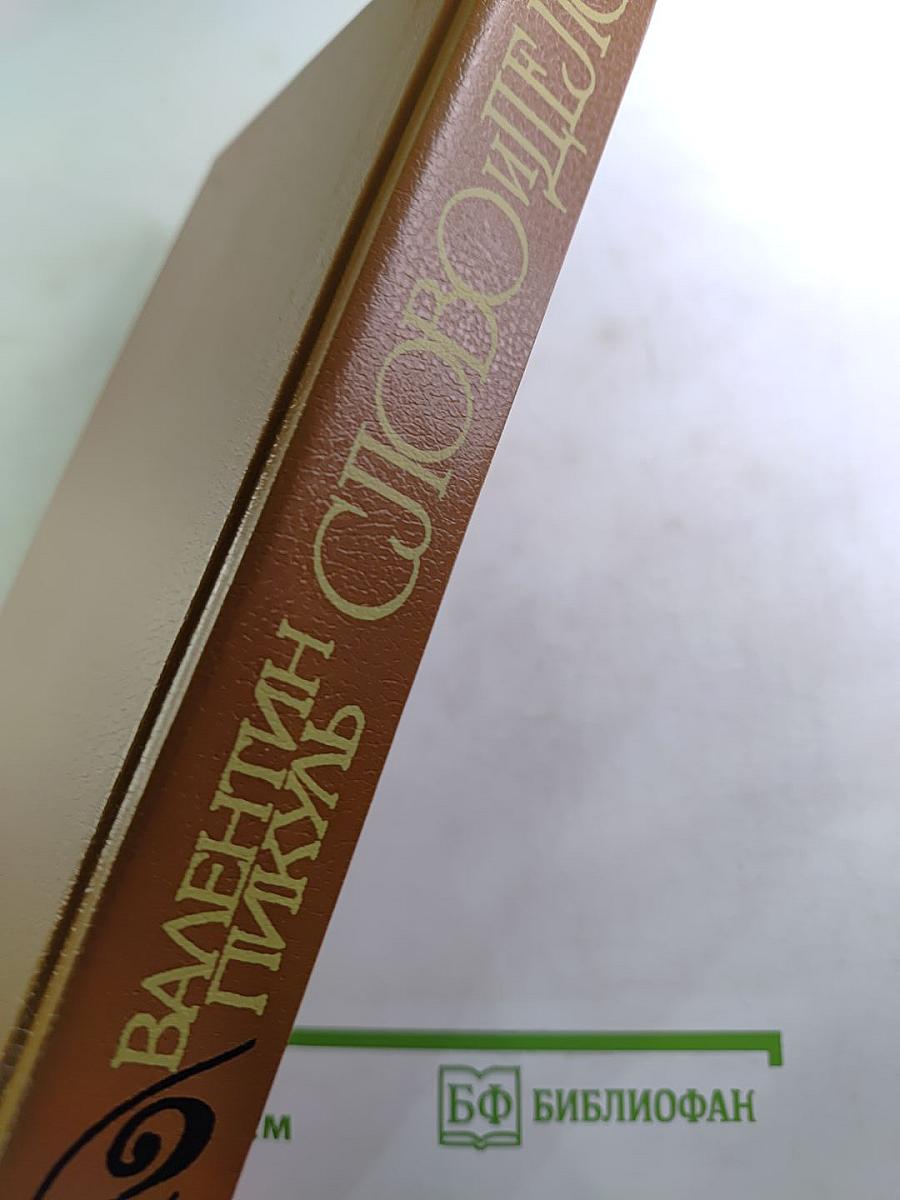 ВАЛЕНТИН
ПИКУЛЬ
СЛОВО И ДЕЛО
БФ БИБЛИОФАН